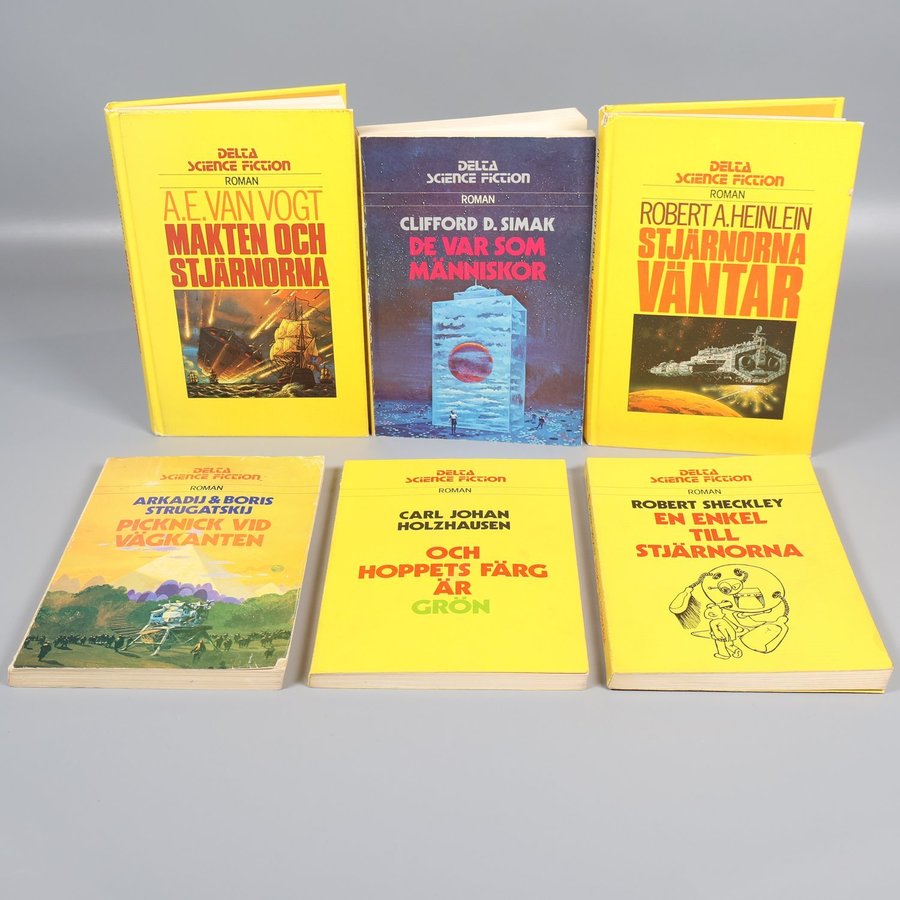 DELTA
SCIENCE FICTION
ROMAN
A.E. VAN VOGT
MAKTEN OCH
STJÄRNORNA
DELTA
SCIENCE FICTION
ROMAN
CLIFFORD D. SIMAK
DE VAR SOM
MÄNNISKOR
DELTA
SCIENCE FICTION
ROMAN
ROBERT A. HEINLEIN
STJÄRNORNA
VÄNTAR
DELTA
SCIENCE FICTION
ROMAN
ARKADIJ & BORIS
STRUGATSKIJ
PICKNICK VID
VÄGKANTEN
DELTA
SCIENCE FICTION
ROMAN
CARL JOHAN
HOLZHAUSEN
OCH
HOPPETS FÄRG
ÄR
GRÖN
DELTA
SCIENCE FICTION
ROMAN
ROBERT SHECKLEY
EN ENKEL
TILL
STJÄRNORNA